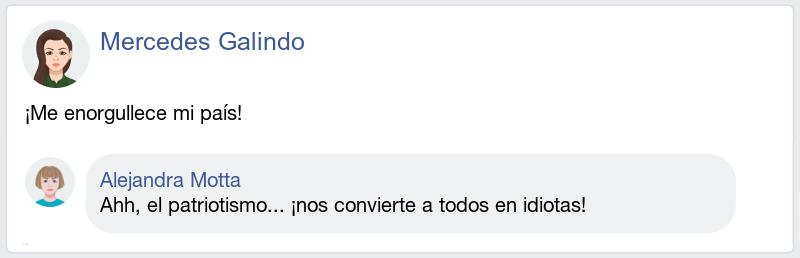 Mercedes Galindo
¡Me enorgullece mi país!
Alejandra Motta
Ahh, el patriotismo... ¡nos convierte a todos en idiotas!